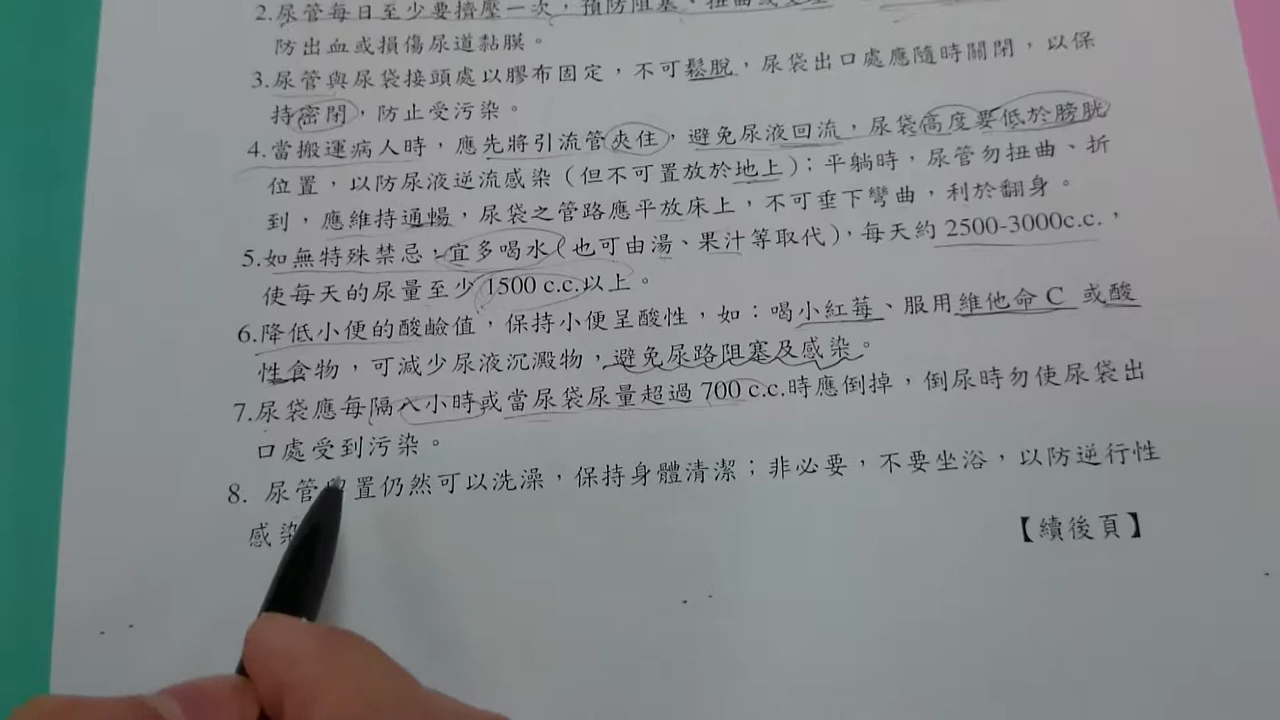 2.尿管每日至少要擠壓一次，預防阻塞、扭曲或
防出血或損傷尿道黏膜。
3.尿管與尿袋接頭處以膠布固定，不可鬆脫，尿袋出口處應隨時關閉，以保
持密閉，防止受污染。
4.當搬運病人時，應先將引流管夾住，避免尿液回流，尿袋高度要低於膀胱
位置，以防尿液逆流感染（但不可置放於地上）；平躺時，尿管勿扭曲、折
到，應維持通暢，尿袋之管路應平放床上，不可垂下彎曲，利於翻身。
5.如無特殊禁忌，宜多喝水（也可由湯、果汁等取代），每天約 2500-3000c.c.，
使每天的尿量至少 1500 c.c.以上。
6.降低小便的酸鹼值，保持小便呈酸性，如：喝小紅莓、服用維他命 C 或酸
性食物，可減少尿液沉澱物，避免尿路阻塞及感染。
7.尿袋應每隔八小時或當尿袋尿量超過 700 c.c.時應倒掉，倒尿時勿使尿袋出
口處受到污染。
8. 尿管置仍然可以洗澡，保持身體清潔；非必要，不要坐浴，以防逆行性
感染
【續後頁】